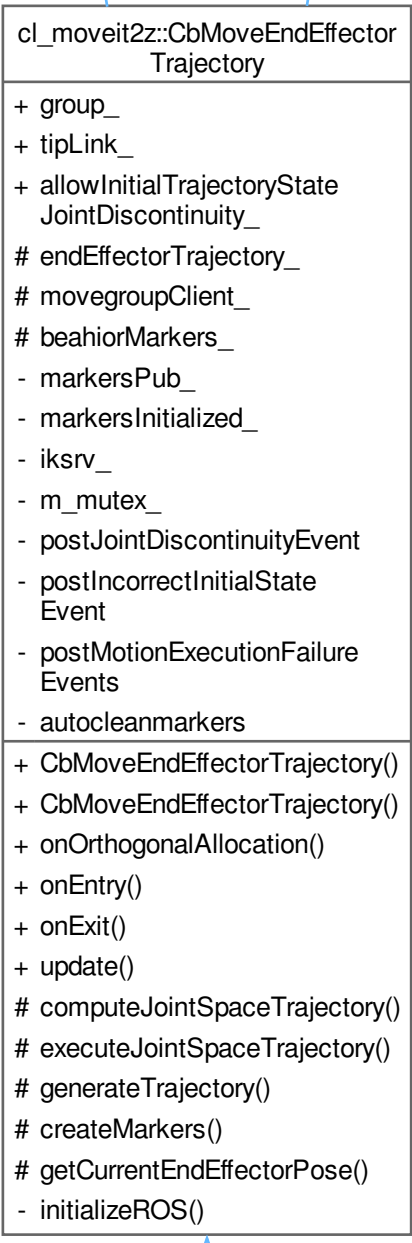 cl_moveit2z::CbMoveEndEffector
Trajectory
+ group_
+ tipLink_
+ allowInitialTrajectoryState
JointDiscontinuity_
# endEffectorTrajectory_
# movegroupClient_
# beahiorMarkers_
- markersPub_
- markersInitialized_
- iksrv_
- m_mutex_
- postJointDiscontinuityEvent
- postIncorrectInitialState
Event
- postMotionExecutionFailure
Events
- autocleanmarkers
+ CbMoveEndEffectorTrajectory()
+ CbMoveEndEffectorTrajectory()
+ onOrthogonalAllocation()
+ onEntry()
+ onExit()
+ update()
# computeJointSpaceTrajectory()
# executeJointSpaceTrajectory()
# generateTrajectory()
# createMarkers()
# getCurrentEndEffectorPose()
- initializeROS()